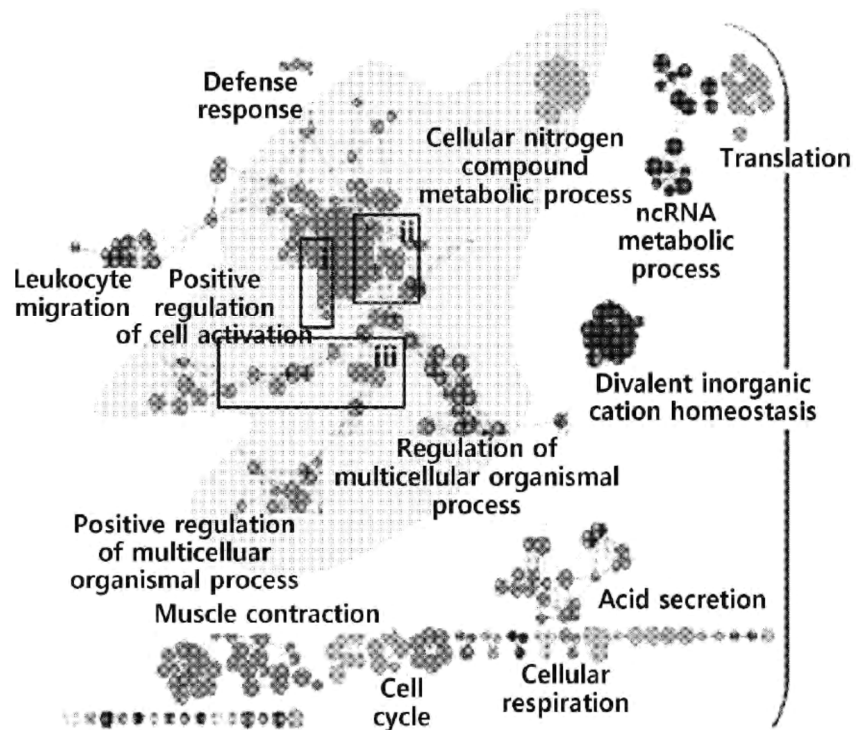 Defense
response
Cellular nitrogen
compound
metabolic process
Translation
ncRNA
metabolic
process
ii
i
Leukocyte
migration
Positive
regulation
of cell activation
iii
Divalent inorganic
cation homeostasis
Regulation of
multicellular organismal
process
Positive regulation
of multicelluar
organismal process
Acid secretion
Muscle contraction
Cell
cycle
Cellular
respiration